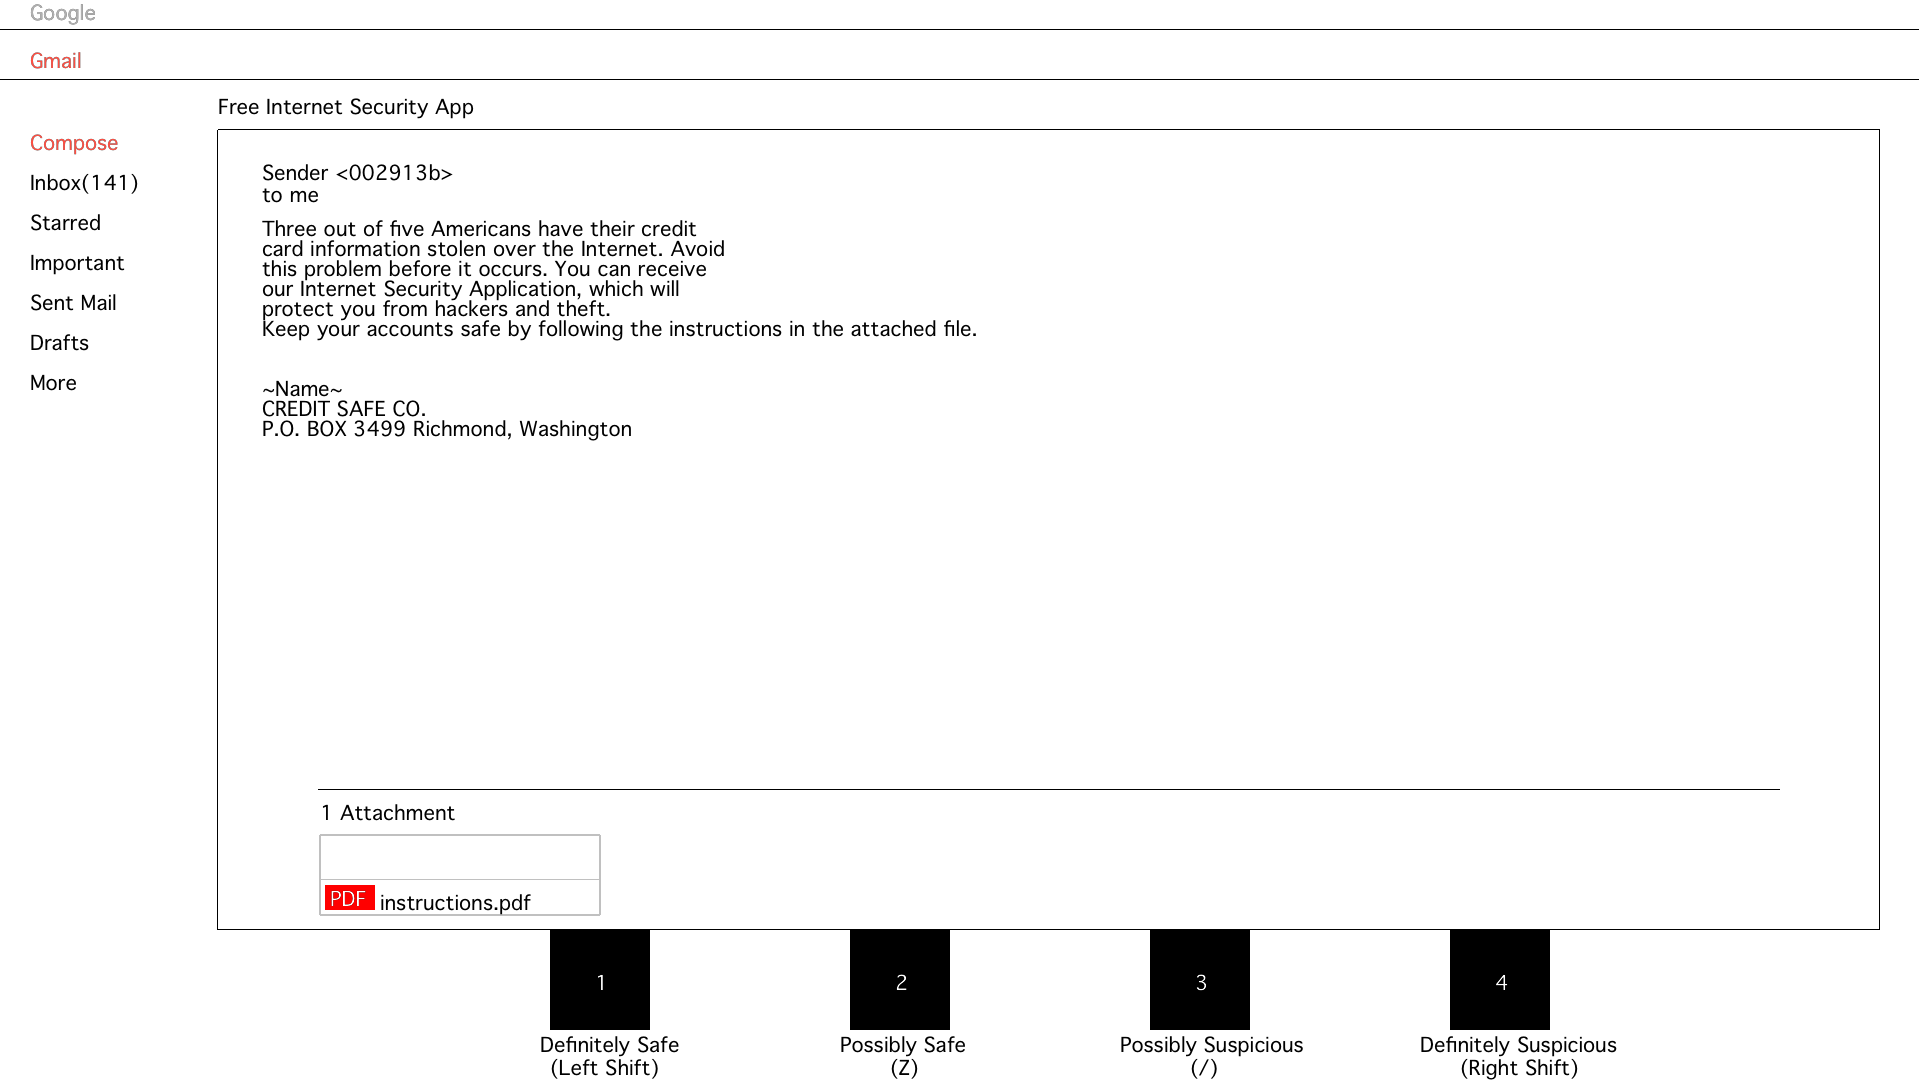 Google
Gmail
Free Internet Security App
Compose
Inbox(141)
Starred
Important
Sent Mail
Drafts
More
Sender <002913b>
to me
Three out of five Americans have their credit
card information stolen over the Internet. Avoid
this problem before it occurs. You can receive
our Internet Security Application, which will
protect you from hackers and theft.
Keep your accounts safe by following the instructions in the attached file.
~Name~
CREDIT SAFE CO.
P.O. BOX 3499 Richmond, Washington
1 Attachment
PDF instructions.pdf
1
2
3
4
Definitely Safe
(Left Shift)
Possibly Safe
(Z)
Possibly Suspicious
(/)
Definitely Suspicious
(Right Shift)